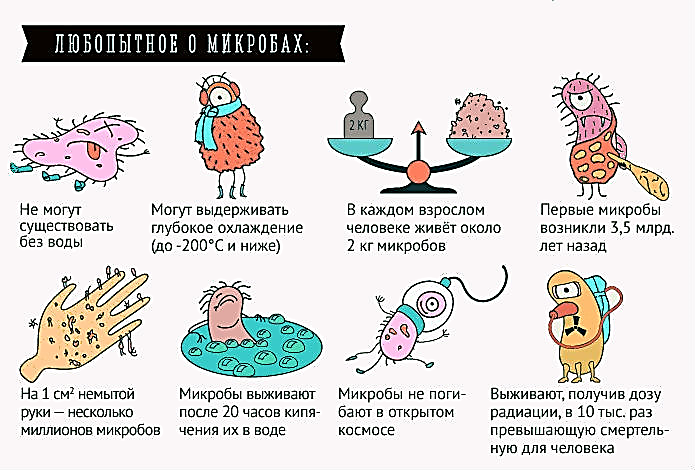 ЛЮБОПЫТНОЕ О МИКРОБАХ:
Не могут
существовать
без воды
Могут выдерживать
глубокое охлаждение
(до -200°С и ниже)
2 КГ
В каждом взрослом
человеке живёт около
2 кг микробов
Первые микробы
возникли 3,5 млрд.
лет назад
На 1 см² немытой
руки — несколько
миллионов микробов
Микробы выживают
после 20 часов кипя-
чения их в воде
Микробы не поги-
бают в открытом
космосе
Выживают, получив дозу
радиации, в 10 тыс. раз
превышающую смертель-
ную для человека